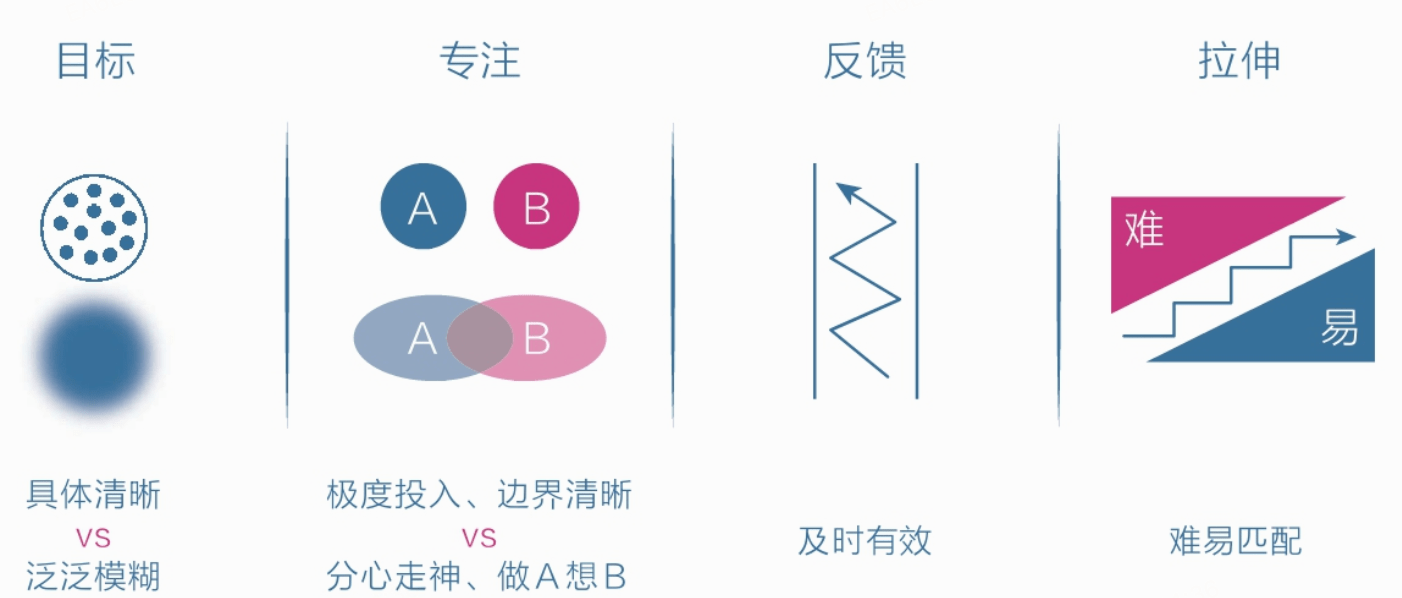 目标
专注
反馈
拉伸
A
B
A
B
难
易
具体清晰
VS
泛泛模糊
极度投入、边界清晰
VS
分心走神、做A想B
及时有效
难易匹配